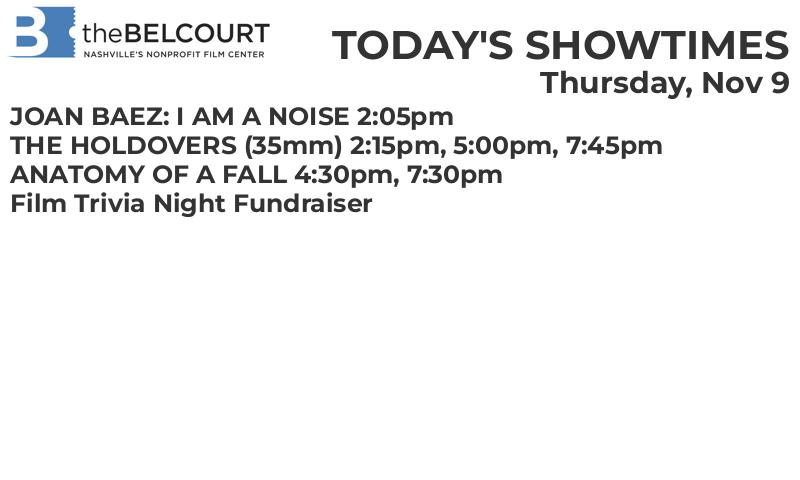 B theBELCOURT
NASHVILLE'S NONPROFIT FILM CENTER
TODAY'S SHOWTIMES
Thursday, Nov 9
JOAN BAEZ: I AM A NOISE 2:05pm
THE HOLDOVERS (35mm) 2:15pm, 5:00pm, 7:45pm
ANATOMY OF A FALL 4:30pm, 7:30pm
Film Trivia Night Fundraiser